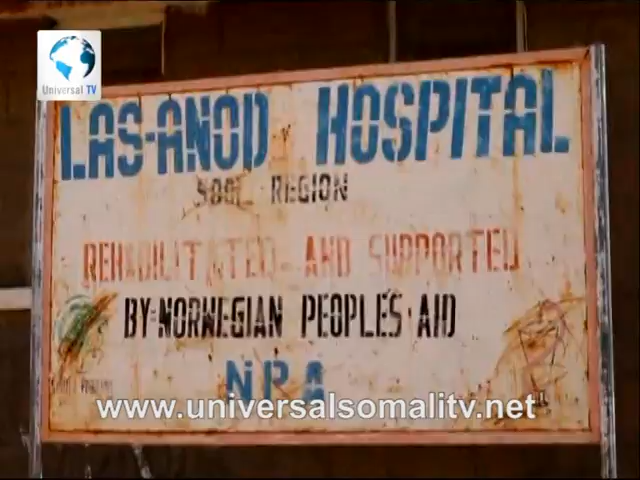 Universal TV
LAS-ANOD HOSPITAL
SOOL REGION
REHABILITATED AND SUPPORTED
BY NORWEGIAN PEOPLES AID
NPA
www.universalsomalitv.net